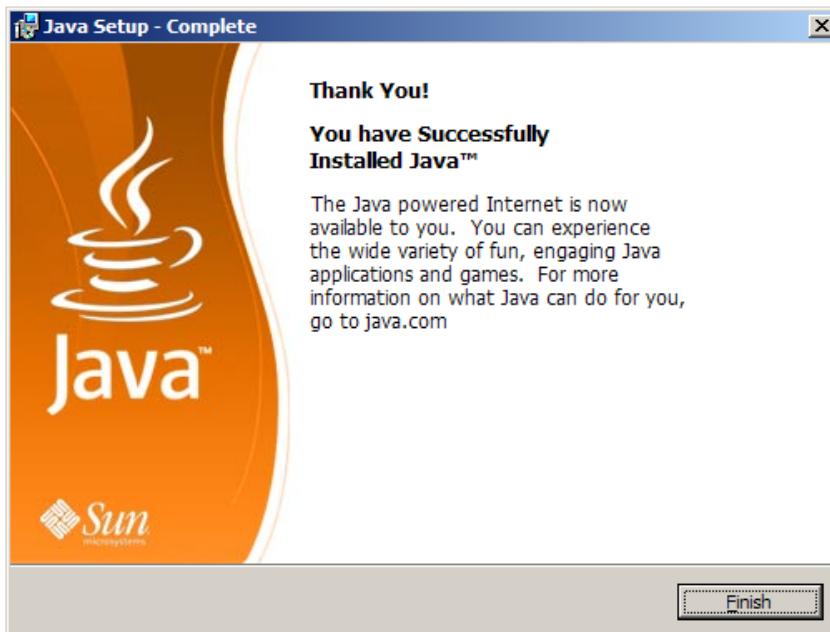 Java Setup - Complete
Thank You!
You have Successfully
Installed Java™
The Java powered Internet is now
available to you. You can experience
the wide variety of fun, engaging Java
applications and games. For more
information on what Java can do for you,
go to java.com
Java™
Sun
microsystems
Finish